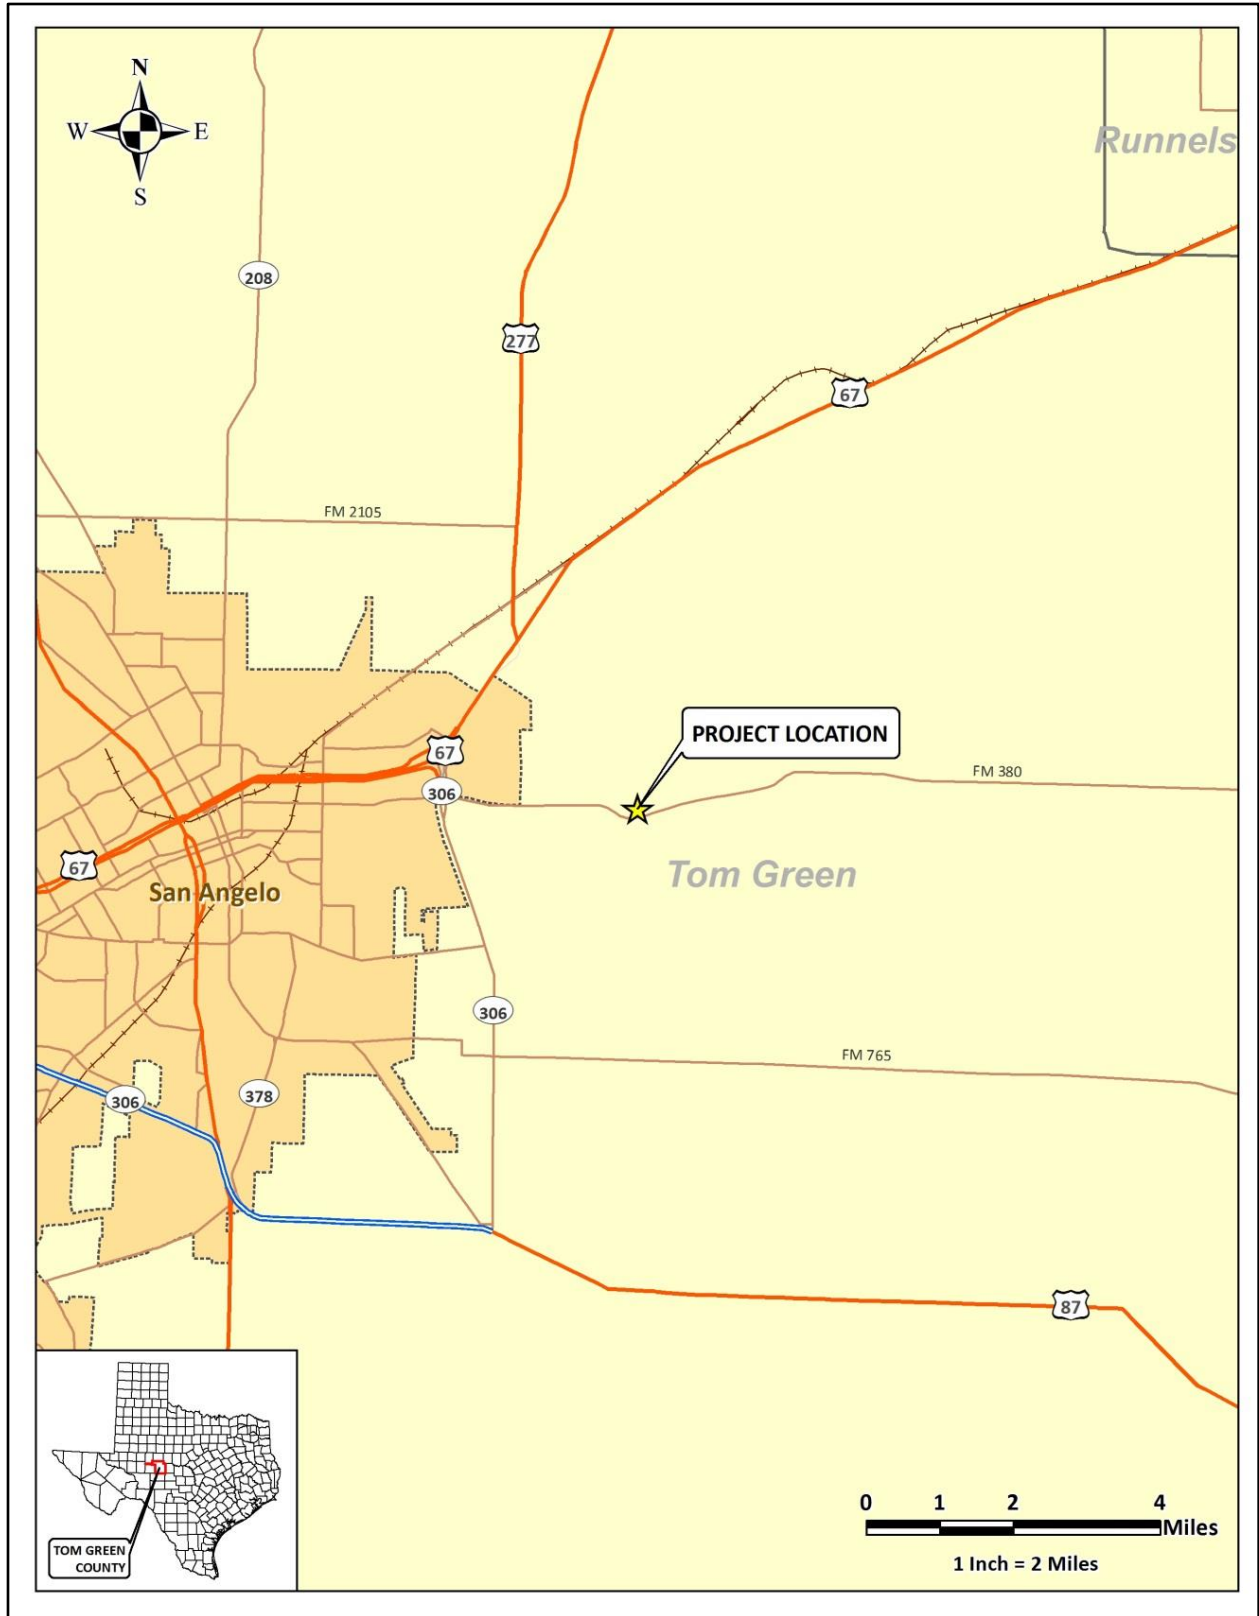 N
W E
S
Runnels
208
277
67
FM 2105
PROJECT LOCATION
67
FM 380
306
67
Tom Green
San Angelo
306
FM 765
378
306
87
TOM GREEN
COUNTY
0 1 2 4
Miles
1 Inch = 2 Miles